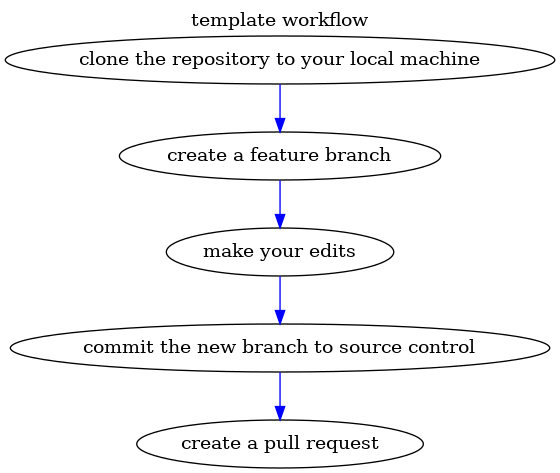 template workflow
clone the repository to your local machine
create a feature branch
make your edits
commit the new branch to source control
create a pull request